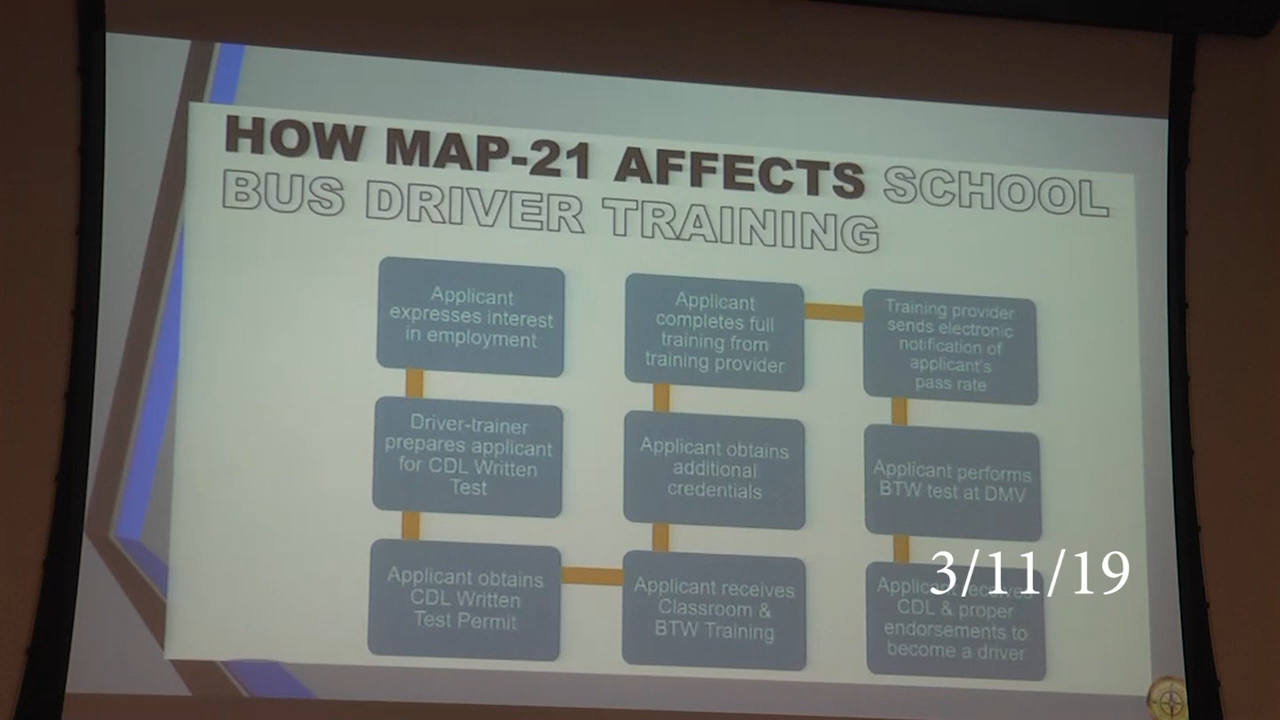 HOW MAP-21 AFFECTS SCHOOL
BUS DRIVER TRAINING
Applicant
expresses interest
in employment
Driver-trainer
prepares applicant
for CDL Written
Test
Applicant obtains
CDL Written
Test Permit
Applicant receives
Classroom &
BTW Training
Applicant obtains
additional
credentials
Applicant
completes full
training from
training provider
Training provider
sends electronic
notification of
applicant's
pass rate
Applicant performs
BTW test at DMV
Applicant receives
CDL & proper
endorsements to
become a driver
3/11/19